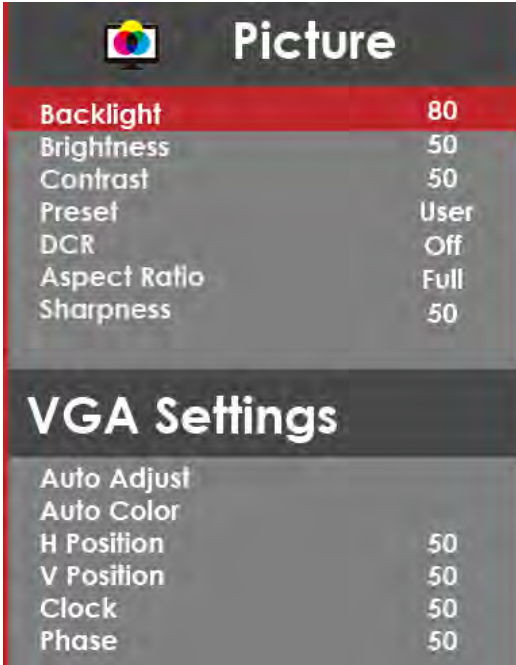 Picture
Backlight 80
Brightness 50
Contrast 50
Preset User
DCR Off
Aspect Ratio Full
Sharpness 50
VGA Settings
Auto Adjust
Auto Color
H Position 50
V Position 50
Clock 50
Phase 50